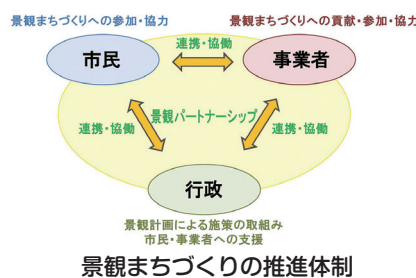 景観まちづくりへの参加・協力
景観まちづくりへの貢献・参加・協力
市民
連携・協働
事業者
景観パートナーシップ
連携・協働
連携・協働
行政
景観計画による施策の取組み
市民・事業者への支援
景観まちづくりの推進体制